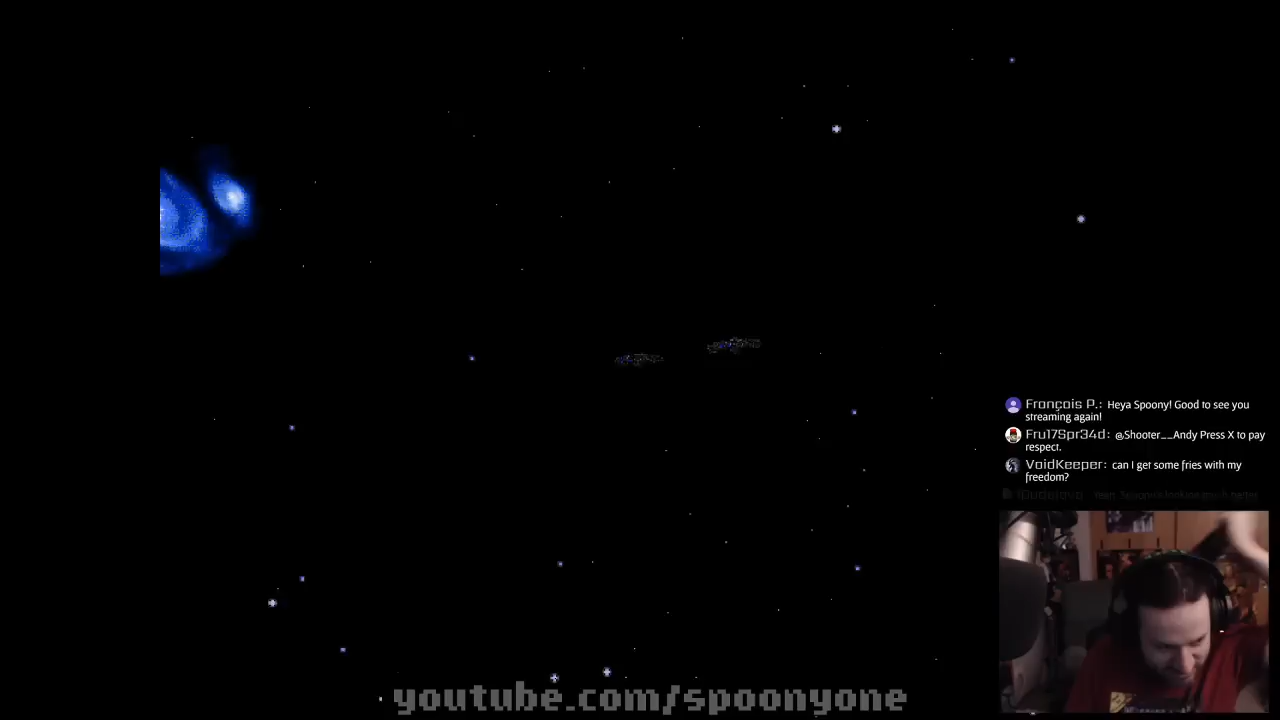 François P.: Heya Spoony! Good to see you
streaming again!
Fru17Spr34d: @Shooter__Andy Press X to pay
respect.
VoidKeeper: can I get some fries with my
freedom?
youtube.com/spoonyone